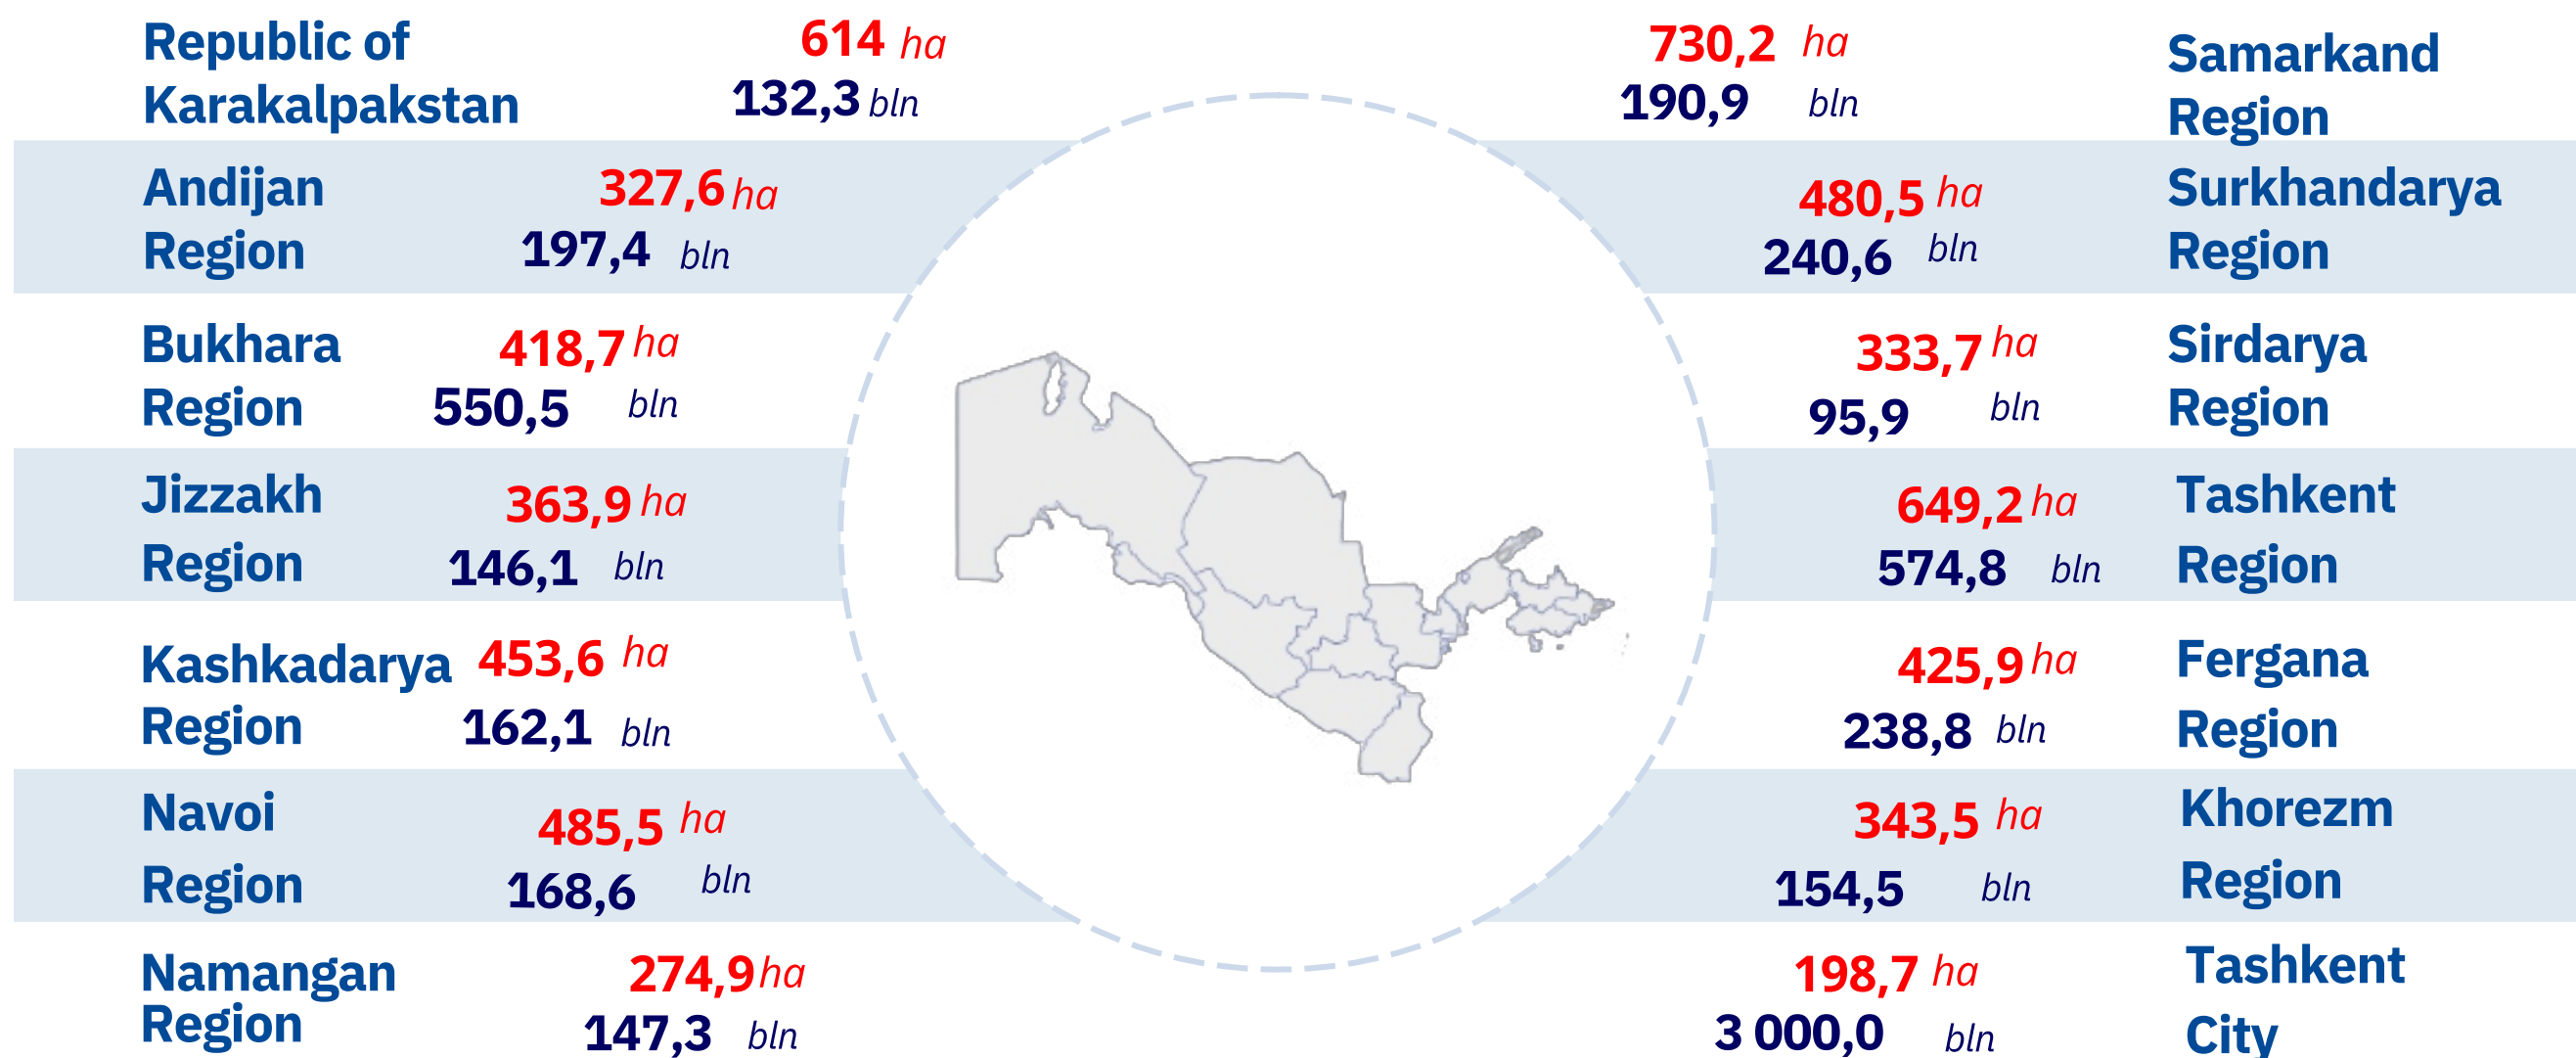 Republic of
Karakalpakstan
614 ha
132,3 bln
Andijan
Region
327,6 ha
197,4 bln
Bukhara
Region
418,7 ha
550,5 bln
Jizzakh
Region
363,9 ha
146,1 bln
Kashkadarya
Region
453,6 ha
162,1 bln
Navoi
Region
485,5 ha
168,6 bln
Namangan
Region
274,9 ha
147,3 bln
730,2 ha
190,9 bln
Samarkand
Region
480,5 ha
240,6 bln
Surkhandarya
Region
333,7 ha
95,9 bln
Sirdarya
Region
649,2 ha
574,8 bln
Tashkent
Region
425,9 ha
238,8 bln
Fergana
Region
343,5 ha
154,5 bln
Khorezm
Region
198,7 ha
3 000,0 bln
Tashkent
City